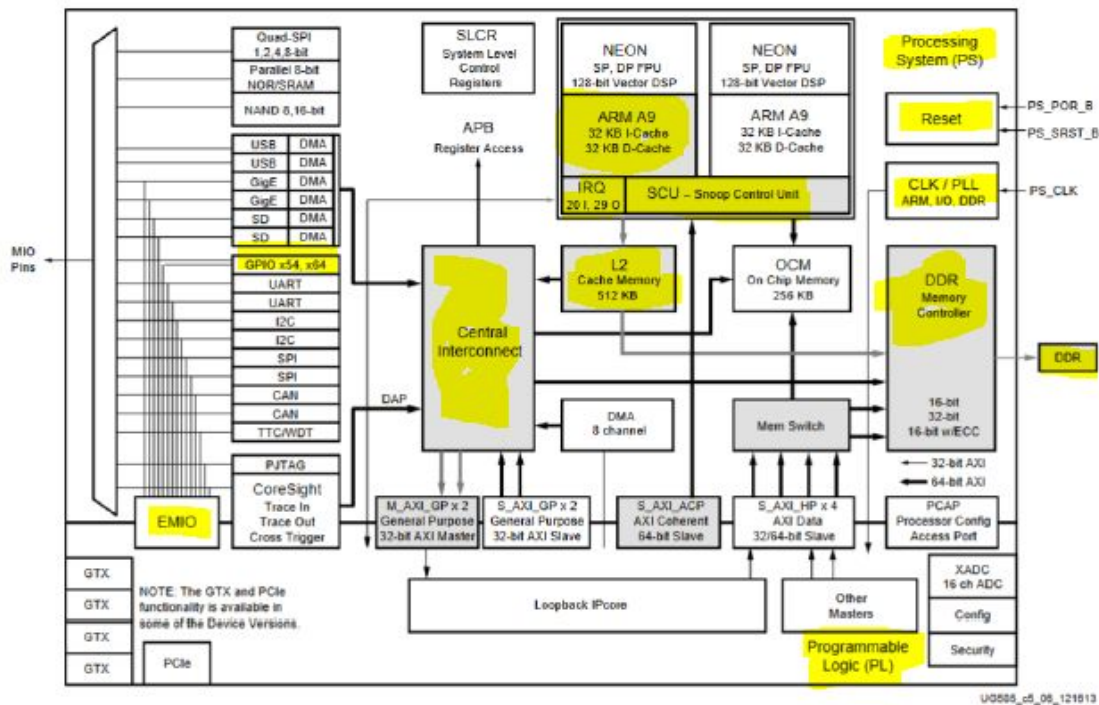 Quad-SPI
1,2,4,8-bit
Parallel 8-bit
NOR/SRAM
NAND 8,16-bit
USB DMA
USB DMA
GigE DMA
GigE DMA
SD DMA
SD DMA
GPIO x54, x64
UART
UART
I2C
I2C
SPI
SPI
CAN
CAN
TTC/WDT
PJTAG
CoreSight
Trace In
Trace Out
Cross Trigger
MIO
Pins
EMIO
SLCR
System Level
Control
Registers
APB
Register Access
NEON
SP, DP FPU
128-bit Vector DSP
NEON
SP, DP FPU
128-bit Vector DSP
ARM A9
32 KB I-Cache
32 KB D-Cache
ARM A9
32 KB I-Cache
32 KB D-Cache
IRQ
20 I, 29 O
SCU – Snoop Control Unit
Processing
System (PS)
Reset
PS_POR_B
PS_SRST_B
CLK / PLL
ARM, I/O, DDR
PS_CLK
L2
Cache Memory
512 KB
OCM
On Chip Memory
256 KB
Central
Interconnect
DDR
Memory
Controller
16-bit
32-bit
16-bit w/ECC
DDR
DAP
DMA
8 channel
Mem Switch
32-bit AXI
64-bit AXI
M_AXI_GP x 2
General Purpose
32-bit AXI Master
S_AXI_GP x 2
General Purpose
32-bit AXI Slave
S_AXI_ACP
AXI Coherent
64-bit Slave
S_AXI_HP x 4
AXI Data
32/64-bit Slave
PCAP
Processor Config
Access Port
GTX
GTX
GTX
GTX
NOTE: The GTX and PCIe
functionality is available in
some of the Device Versions.
PCIe
Loopback IPcore
Other
Masters
Programmable
Logic (PL)
XADC
16 ch ADC
Config
Security
UG585_c5_06_121613